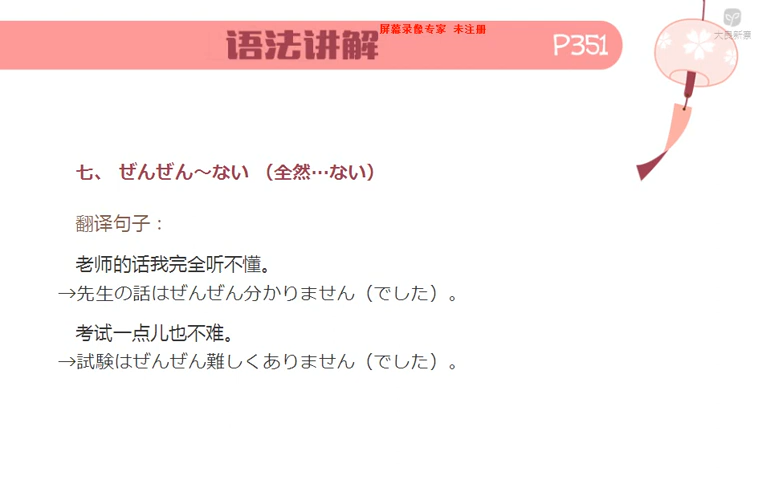 语法讲解
屏幕录像专家 未注册
P351
大良新景
七、 ぜんぜん～ない （全然…ない）
翻译句子：
老师的话我完全听不懂。
→先生の話はぜんぜん分かりません（でした）。
考试一点儿也不难。
→試験はぜんぜん難しくありません（でした）。